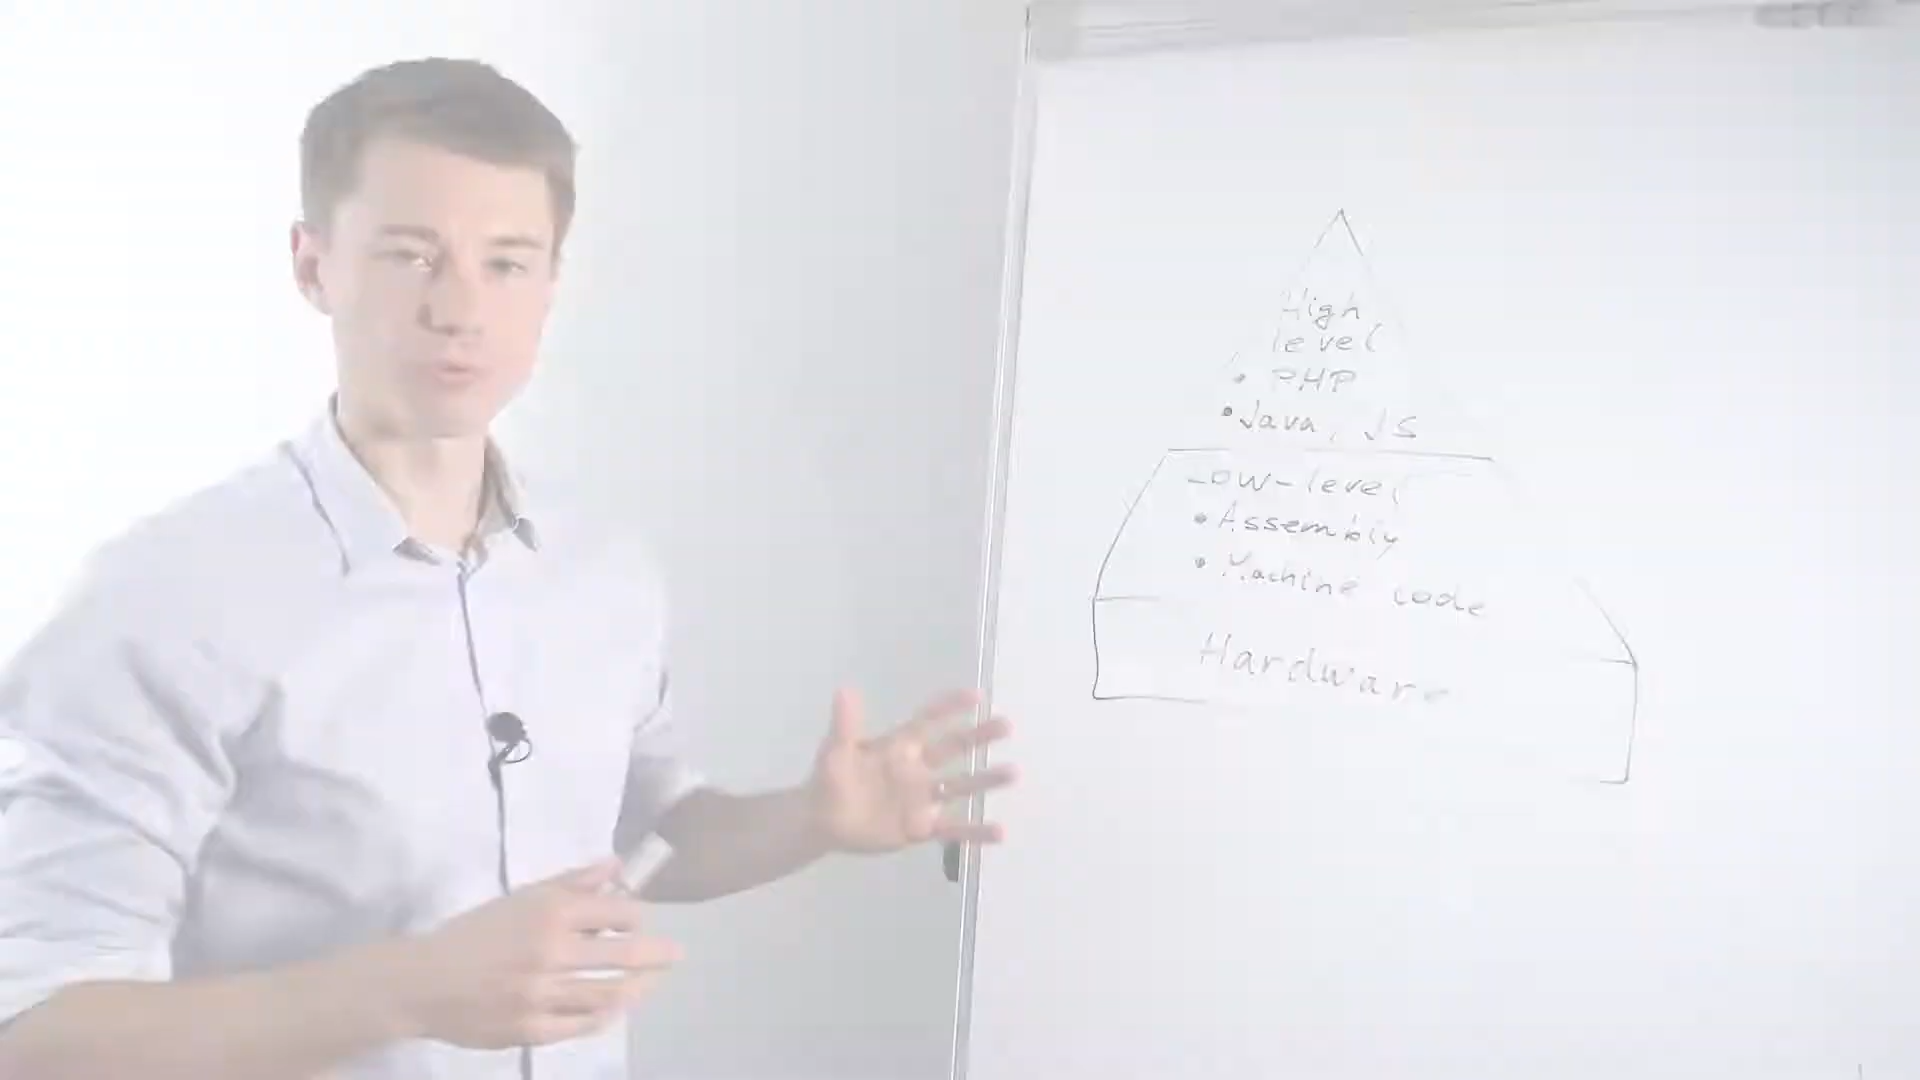 High
level
• PHP
• Java, JS
Low-level
• Assembly
• Machine code
Hardware